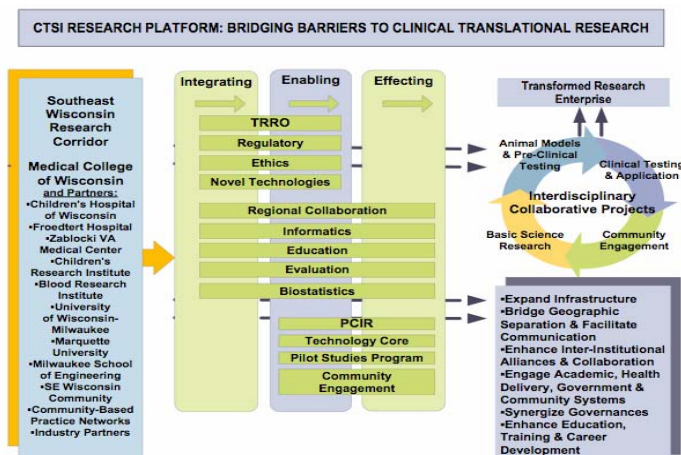 CTSI RESEARCH PLATFORM: BRIDGING BARRIERS TO CLINICAL TRANSLATIONAL RESEARCH
Southeast
Wisconsin
Research
Corridor
Medical College
of Wisconsin
and Partners:
•Children's Hospital
of Wisconsin
•Froedtert Hospital
•Zablocki VA
Medical Center
•Children's
Research Institute
•Blood Research
Institute
•University
of Wisconsin-
Milwaukee
•Marquette
University
•Milwaukee School
of Engineering
•SE Wisconsin
Community
•Community-Based
Practice Networks
•Industry Partners
Integrating
Enabling
Effecting
TRRO
Regulatory
Ethics
Novel Technologies
Regional Collaboration
Informatics
Education
Evaluation
Biostatistics
PCIR
Technology Core
Pilot Studies Program
Community
Engagement
Transformed Research
Enterprise
Animal Models
& Pre-Clinical
Testing
Clinical Testing
& Application
Interdisciplinary
Collaborative Projects
Basic Science
Research
Community
Engagement
•Expand Infrastructure
•Bridge Geographic
Separation & Facilitate
Communication
•Enhance Inter-Institutional
Alliances & Collaboration
•Engage Academic, Health
Delivery, Government &
Community Systems
•Synergize Governances
•Enhance Education,
Training & Career
Development